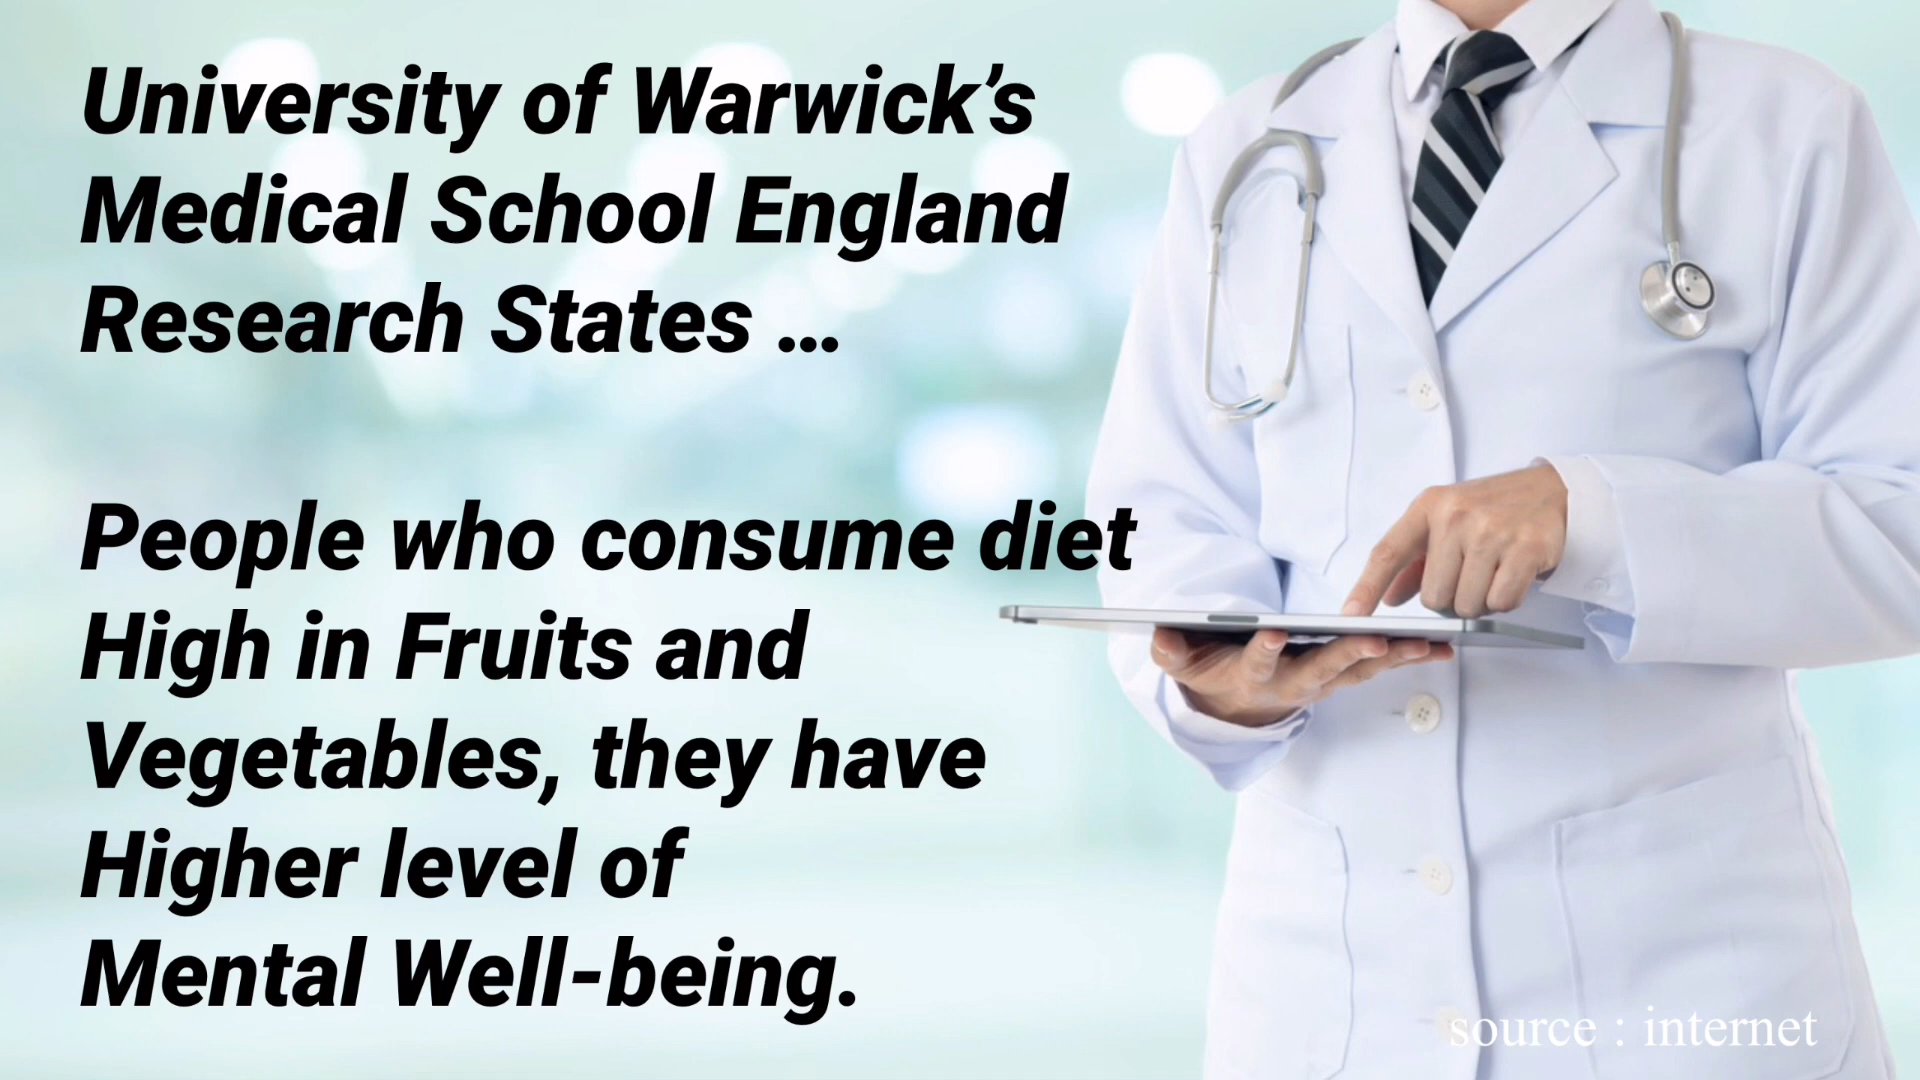 University of Warwick’s
Medical School England
Research States ...
People who consume diet
High in Fruits and
Vegetables, they have
Higher level of
Mental Well-being.
source : internet